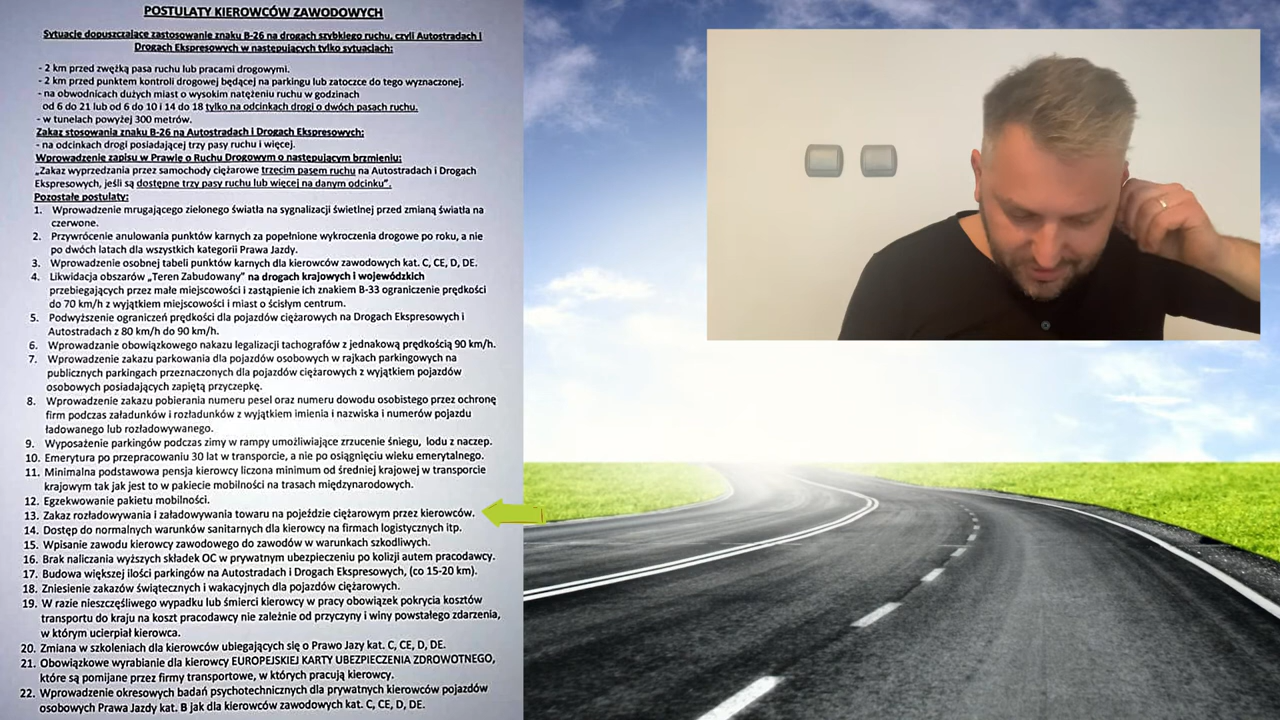 POSTULATY KIEROWCÓW ZAWODOWYCH
Sytuacje dopuszczające zastosowanie znaku B-26 na drogach szybkiego ruchu, czyli Autostradach i
Drogach Ekspresowych w następujących tylko sytuacjach:
- 2 km przed zwężką pasa ruchu lub pracami drogowymi.
- 2 km przed punktem kontroli drogowej będącej na parkingu lub zatoczce do tego wyznaczonej.
- na obwodnicach dużych miast o wysokim natężeniu ruchu w godzinach
od 6 do 21 lub od 6 do 10 i 14 do 18 tylko na odcinkach drogi o dwóch pasach ruchu.
- w tunelach powyżej 300 metrów.
Zakaz stosowania znaku B-26 na Autostradach i Drogach Ekspresowych:
- na odcinkach drogi posiadającej trzy pasy ruchu i więcej.
Wprowadzenie zapisu w Prawie o Ruchu Drogowym o następującym brzmieniu:
„Zakaz wyprzedzania przez samochody ciężarowe trzecim pasem ruchu na Autostradach i Drogach
Ekspresowych, jeśli są dostępne trzy pasy ruchu lub więcej na danym odcinku”.
Pozostałe postulaty:
1. Wprowadzenie mrugającego zielonego światła na sygnalizacji świetlnej przed zmianą światła na
czerwone.
2. Przywrócenie anulowania punktów karnych za popełnione wykroczenia drogowe po roku, a nie
po dwóch latach dla wszystkich kategorii Prawa Jazdy.
3. Wprowadzenie osobnej tabeli punktów karnych dla kierowców zawodowych kat. C, CE, D, DE.
4. Likwidacja obszarów „Teren Zabudowany” na drogach krajowych i wojewódzkich
przebiegających przez małe miejscowości i zastąpienie ich znakiem B-33 ograniczenie prędkości
do 70 km/h z wyjątkiem miejscowości i miast o ścisłym centrum.
5. Podwyższenie ograniczeń prędkości dla pojazdów ciężarowych na Drogach Ekspresowych i
Autostradach z 80 km/h do 90 km/h.
6. Wprowadzanie obowiązkowego nakazu legalizacji tachografów z jednakową prędkością 90 km/h.
7. Wprowadzenie zakazu parkowania dla pojazdów osobowych w rajkach parkingowych na
publicznych parkingach przeznaczonych dla pojazdów ciężarowych z wyjątkiem pojazdów
osobowych posiadających zapiętą przyczepkę.
8. Wprowadzenie zakazu pobierania numeru pesel oraz numeru dowodu osobistego przez ochronę
firm podczas załadunków i rozładunków z wyjątkiem imienia i nazwiska i numerów pojazdu
ładowanego lub rozładowywanego.
9. Wyposażenie parkingów podczas zimy w rampy umożliwiające zrzucenie śniegu, lodu z naczep.
10. Emerytura po przepracowaniu 30 lat w transporcie, a nie po osiągnięciu wieku emerytalnego.
11. Minimalna podstawowa pensja kierowcy liczona minimum od średniej krajowej w transporcie
krajowym tak jak jest to w pakiecie mobilności na trasach międzynarodowych.
12. Egzekwowanie pakietu mobilności.
13. Zakaz rozładowywania i załadowywania towaru na pojeździe ciężarowym przez kierowców.
14. Dostęp do normalnych warunków sanitarnych dla kierowcy na firmach logistycznych itp.
15. Wpisanie zawodu kierowcy zawodowego do zawodów w warunkach szkodliwych.
16. Brak naliczania wyższych składek OC w prywatnym ubezpieczeniu po kolizji autem pracodawcy.
17. Budowa większej ilości parkingów na Autostradach i Drogach Ekspresowych, (co 15-20 km).
18. Zniesienie zakazów świątecznych i wakacyjnych dla pojazdów ciężarowych.
19. W razie nieszczęśliwego wypadku lub śmierci kierowcy w pracy obowiązek pokrycia kosztów
transportu do kraju na koszt pracodawcy nie zależnie od przyczyny i winy powstałego zdarzenia,
w którym ucierpiał kierowca.
20. Zmiana w szkoleniach dla kierowców ubiegających się o Prawo Jazy kat. C, CE, D, DE.
21. Obowiązkowe wyrabianie dla kierowcy EUROPEJSKIEJ KARTY UBEZPIECZENIA ZDROWOTNEGO,
które są pomijane przez firmy transportowe, w których pracują kierowcy.
22. Wprowadzenie okresowych badań psychotechnicznych dla prywatnych kierowców pojazdów
osobowych Prawa Jazdy kat. B jak dla kierowców zawodowych kat. C, CE, D, DE.